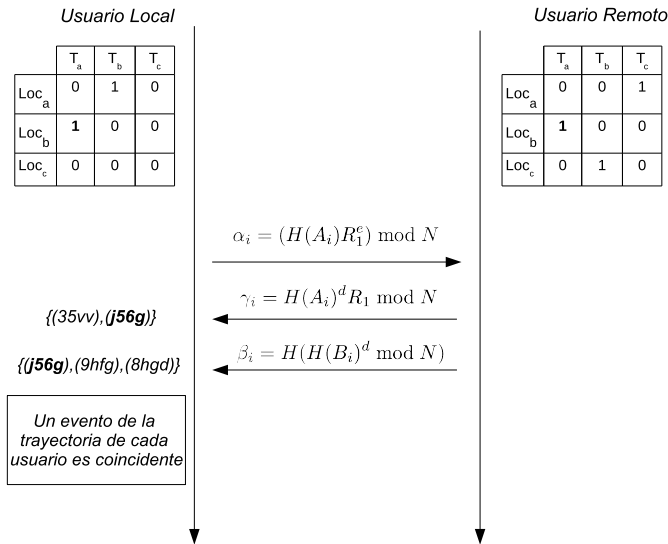 Usuario Local
Usuario Remoto
T_a T_b T_c
Loc_a 0 1 0
Loc_b 1 0 0
Loc_c 0 0 0
T_a T_b T_c
Loc_a 0 0 1
Loc_b 1 0 0
Loc_c 0 1 0
α_i = (H(A_i)R_1^e) mod N
γ_i = H(A_i)^d R_1 mod N
{(35vv),(j56g)}
β_i = H(H(B_i)^d mod N)
{(j56g),(9hfg),(8hgd)}
Un evento de la
trayectoria de cada
usuario es coincidente